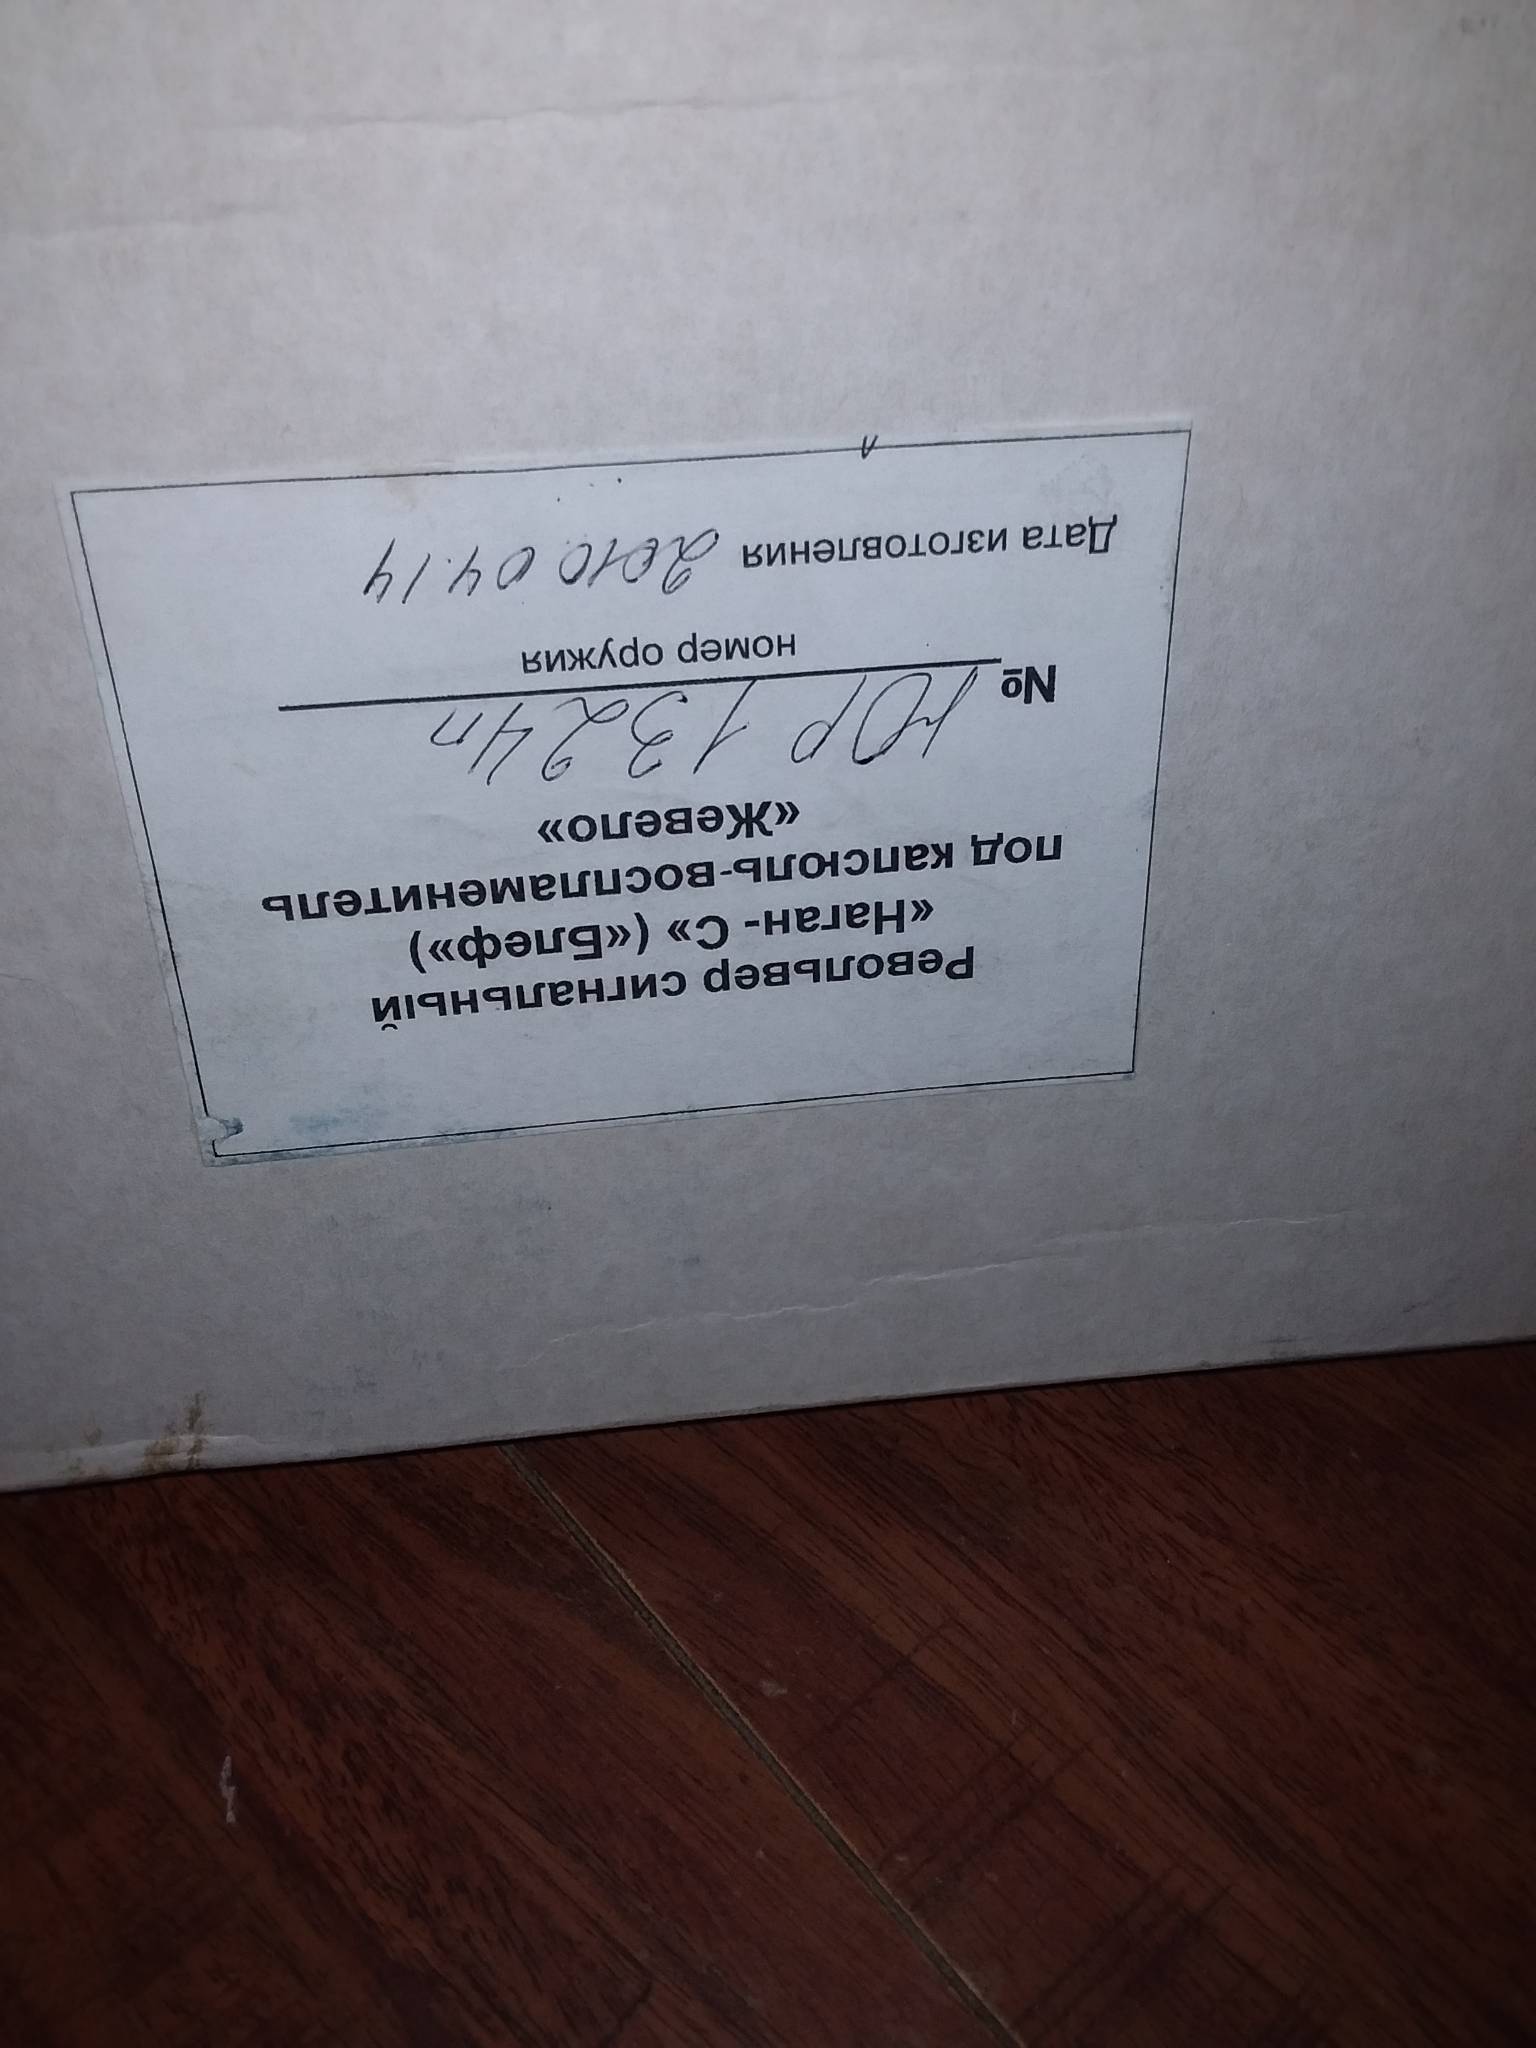 Револьвер сигнальный
«Наган- С» («Блеф»)
под капсюль-воспламенитель
«Жевело»
№ ЮР 1324п
номер оружия
Дата изготовления 2010.04.14